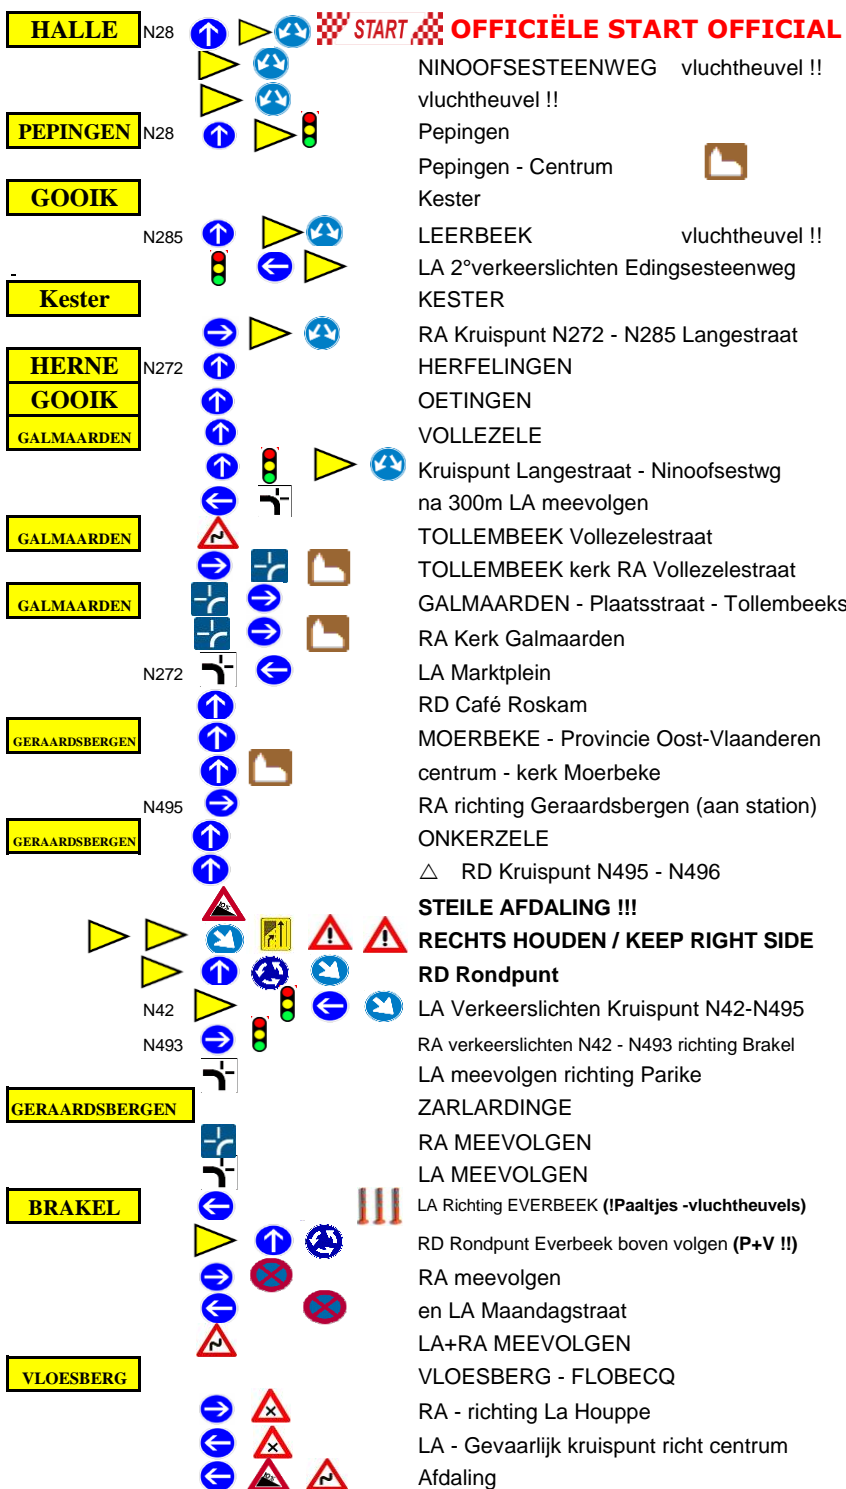 HALLE N28 START OFFICIËLE START OFFICIAL
NINOOFSESTEENWEG vluchtheuvel !!
vluchtheuvel !!
PEPINGEN N28 Pepingen
Pepingen - Centrum
GOOIK Kester
N285 LEERBEEK vluchtheuvel !!
- LA 2°verkeerslichten Edingsesteenweg
Kester KESTER
RA Kruispunt N272 - N285 Langestraat
HERNE N272 HERFELINGEN
GOOIK OETINGEN
GALMAARDEN VOLLEZELE
Kruispunt Langestraat - Ninoofsestwg
na 300m LA meevolgen
GALMAARDEN TOLLEMBEEK Vollezelestraat
TOLLEMBEEK kerk RA Vollezelestraat
GALMAARDEN GALMAARDEN - Plaatsstraat - Tollembeeks
RA Kerk Galmaarden
N272 LA Marktplein
RD Café Roskam
GERAARDSBERGEN MOERBEKE - Provincie Oost-Vlaanderen
centrum - kerk Moerbeke
N495 RA richting Geraardsbergen (aan station)
GERAARDSBERGEN ONKERZELE
△ RD Kruispunt N495 - N496
10% STEILE AFDALING !!!
RECHTS HOUDEN / KEEP RIGHT SIDE
RD Rondpunt
N42 LA Verkeerslichten Kruispunt N42-N495
N493 RA verkeerslichten N42 - N493 richting Brakel
LA meevolgen richting Parike
GERAARDSBERGEN ZARLARDINGE
RA MEEVOLGEN
LA MEEVOLGEN
BRAKEL LA Richting EVERBEEK (!Paaltjes -vluchtheuvels)
RD Rondpunt Everbeek boven volgen (P+V !!)
RA meevolgen
en LA Maandagstraat
LA+RA MEEVOLGEN
VLOESBERG VLOESBERG - FLOBECQ
RA - richting La Houppe
LA - Gevaarlijk kruispunt richt centrum
10% Afdaling